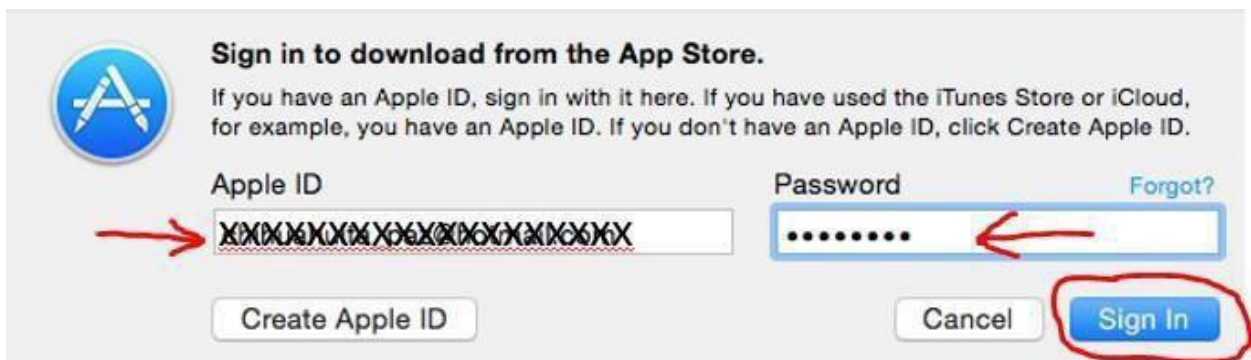 Sign in to download from the App Store.
If you have an Apple ID, sign in with it here. If you have used the iTunes Store or iCloud,
for example, you have an Apple ID. If you don't have an Apple ID, click Create Apple ID.
Apple ID Password Forgot?
••••••••
Create Apple ID Cancel Sign In